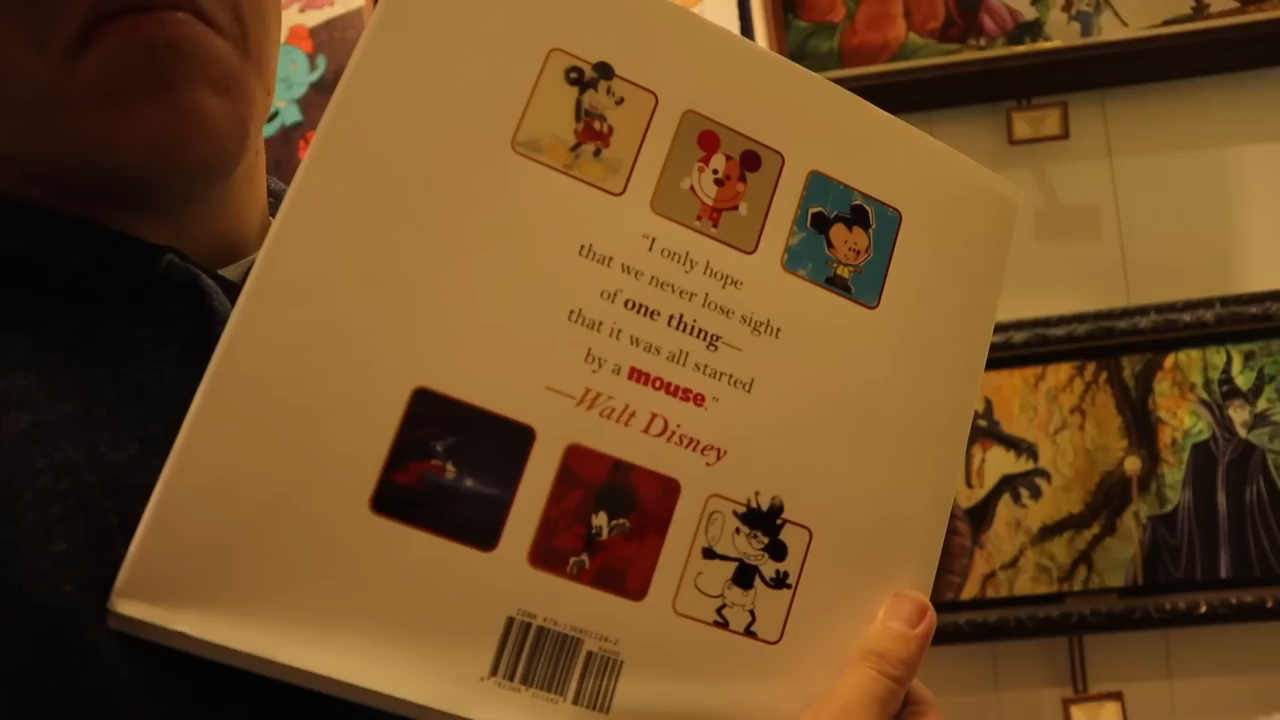 "I only hope
that we never lose sight
of one thing—
that it was all started
by a mouse."
—Walt Disney